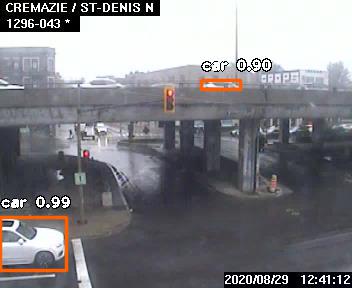 CREMAZIE / ST-DENIS N
1296-043 *
car 0.90
car 0.99
2020/08/29 12:41:12